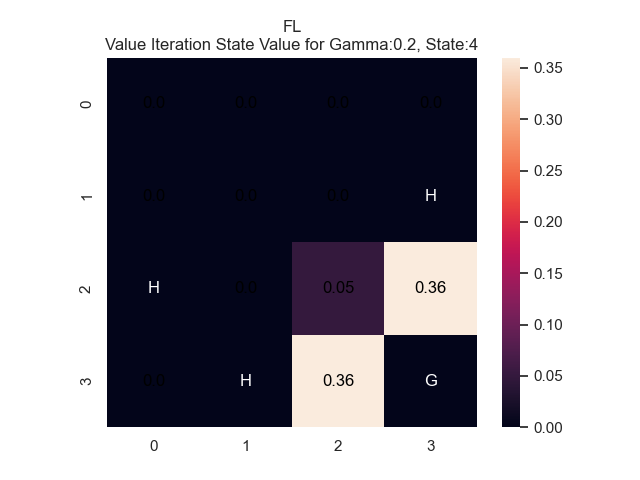 FL
Value Iteration State Value for Gamma:0.2, State:4
0 0.0 0.0 0.0 0.0
1 0.0 0.0 0.0 H
2 H 0.0 0.05 0.36
3 0.0 H 0.36 G
0 1 2 3
0.35
0.30
0.25
0.20
0.15
0.10
0.05
0.00